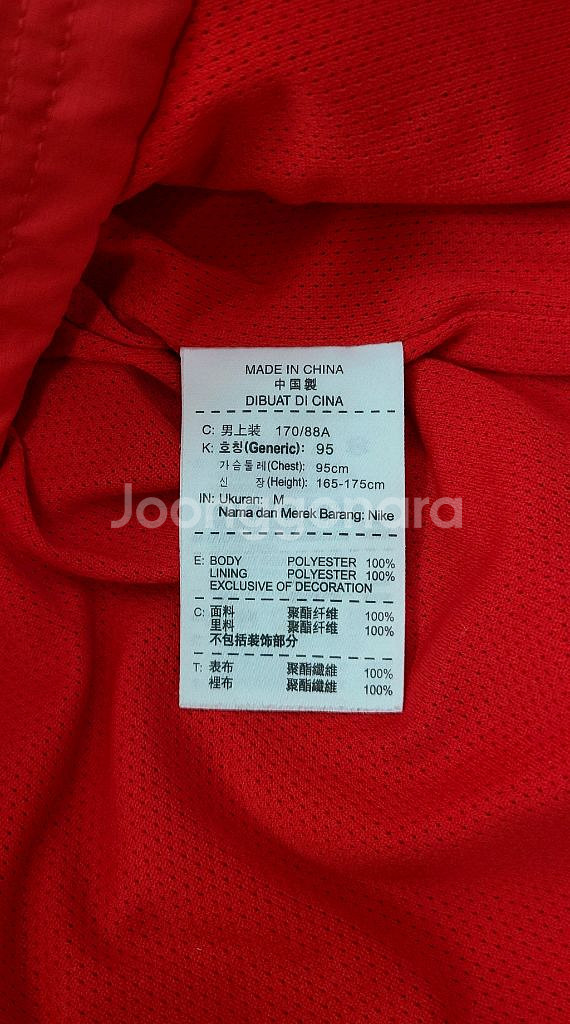 MADE IN CHINA
中国製
DIBUAT DI CINA
C: 男上装 170/88A
K: 호칭(Generic): 95
가슴둘레(Chest): 95cm
신 장(Height): 165-175cm
IN: Ukuran: M
Nama dan Merek Barang: Nike
Joonggonara
E: BODY POLYESTER 100%
LINING POLYESTER 100%
EXCLUSIVE OF DECORATION
C: 面料 聚酯纤维 100%
里料 聚酯纤维 100%
不包括装饰部分
T: 表布 聚酯纖維 100%
裡布 聚酯纖維 100%